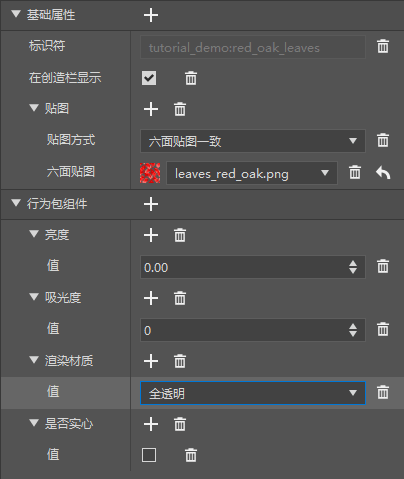 基础属性
标识符 tutorial_demo:red_oak_leaves
在创造栏显示
贴图
贴图方式 六面贴图一致
六面贴图 leaves_red_oak.png
行为包组件
亮度
值 0.00
吸光度
值 0
渲染材质
值 全透明
是否实心
值